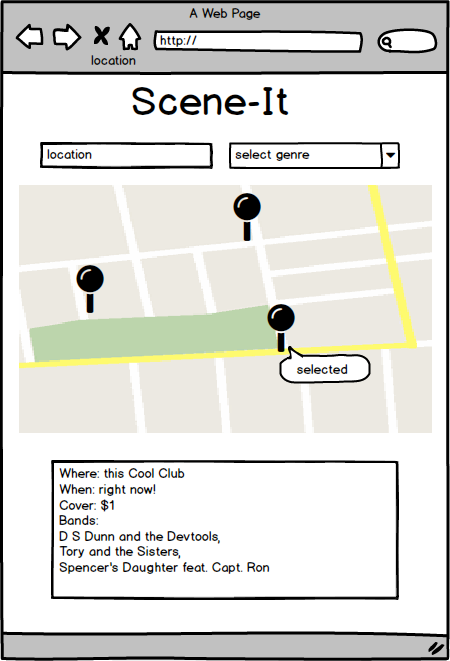 A Web Page
http://
location
Scene-It
location
select genre
selected
Where: this Cool Club
When: right now!
Cover: $1
Bands:
D S Dunn and the Devtools,
Tory and the Sisters,
Spencer's Daughter feat. Capt. Ron